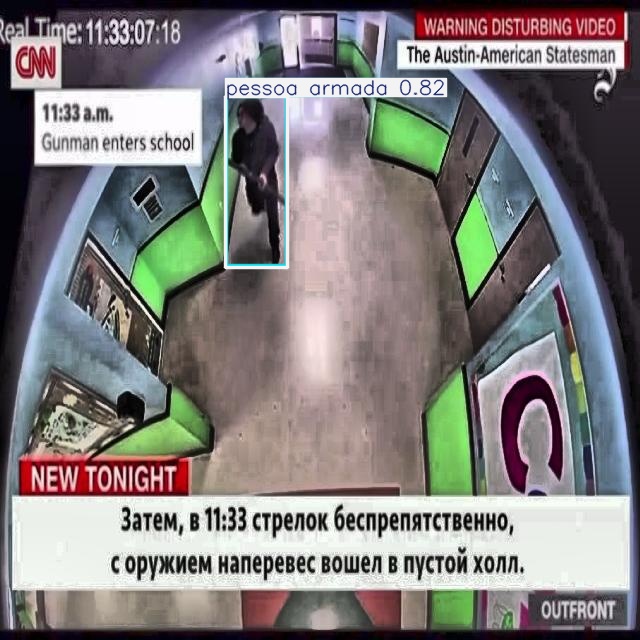 Real Time: 11:33:07:18
WARNING DISTURBING VIDEO
The Austin-American Statesman
CNN
pessoa armada 0.82
11:33 a.m.
Gunman enters school
C
NEW TONIGHT
Затем, в 11:33 стрелок беспрепятственно,
с оружием наперевес вошел в пустой холл.
OUTFRONT